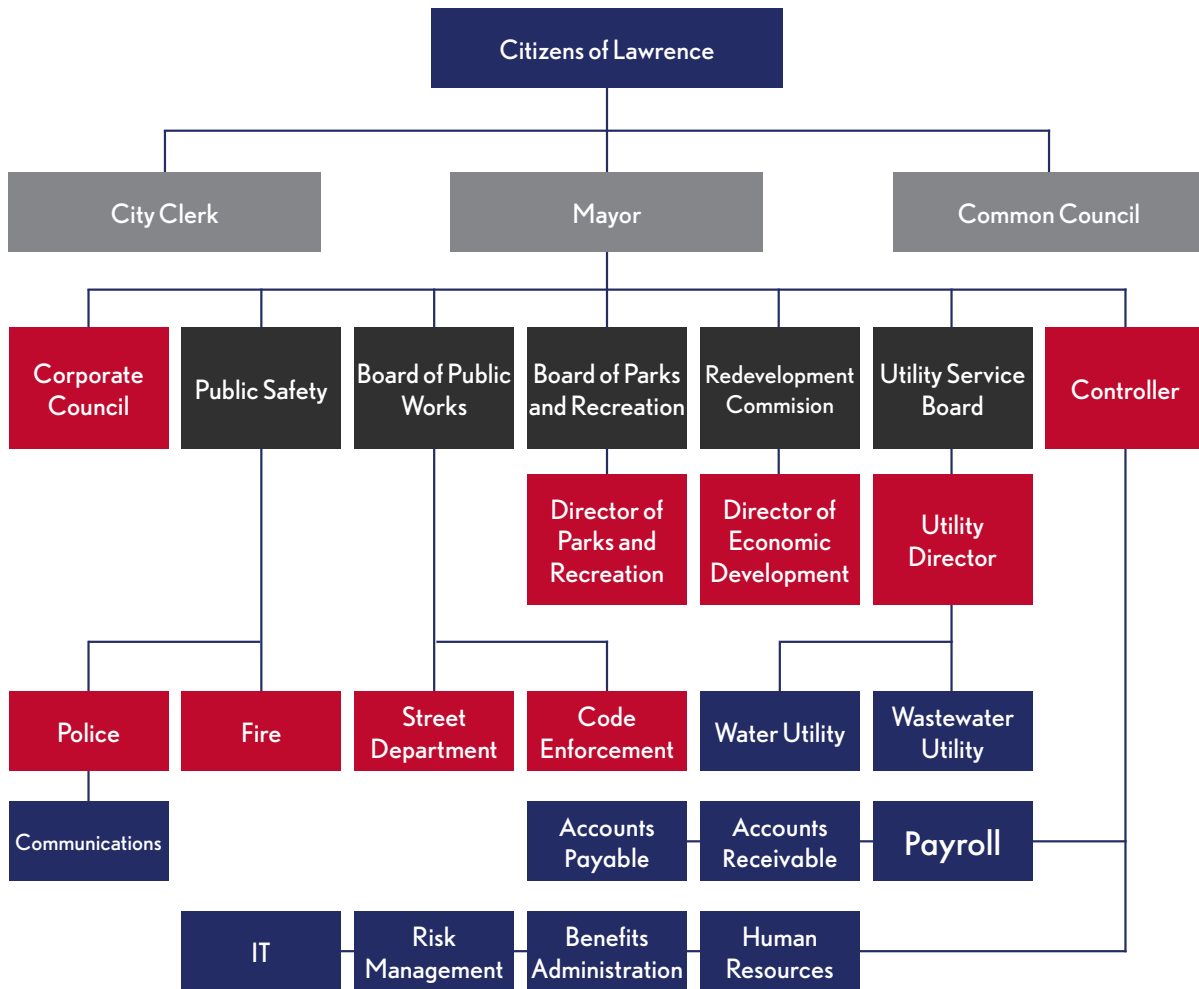 Citizens of Lawrence
City Clerk
Mayor
Common Council
Corporate
Council
Public Safety
Board of Public
Works
Board of Parks
and Recreation
Redevelopment
Commision
Utility Service
Board
Controller
Director of
Parks and
Recreation
Director of
Economic
Development
Utility
Director
Police
Fire
Street
Department
Code
Enforcement
Water Utility
Wastewater
Utility
Communications
Accounts
Payable
Accounts
Receivable
Payroll
IT
Risk
Management
Benefits
Administration
Human
Resources